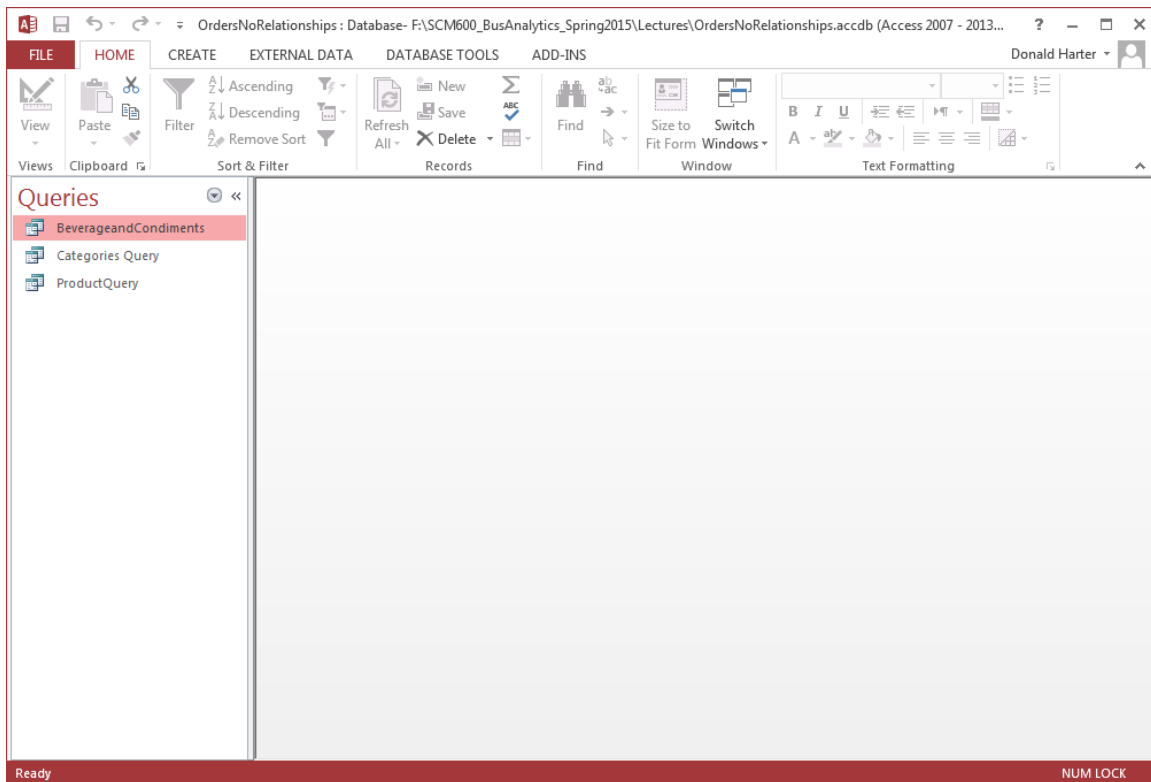 OrdersNoRelationships : Database- F:\SCM600_BusAnalytics_Spring2015\Lectures\OrdersNoRelationships.accdb (Access 2007 - 2013... ?
FILE HOME CREATE EXTERNAL DATA DATABASE TOOLS ADD-INS Donald Harter
View
Views
Paste
Clipboard
Filter
Ascending
Descending
Remove Sort
Sort & Filter
Refresh
All
New
Save
Delete
Records
Find
Find
Size to
Fit Form
Switch
Windows
Window
B I U
A
Text Formatting
Queries
BeverageandCondiments
Categories Query
ProductQuery
Ready NUM LOCK